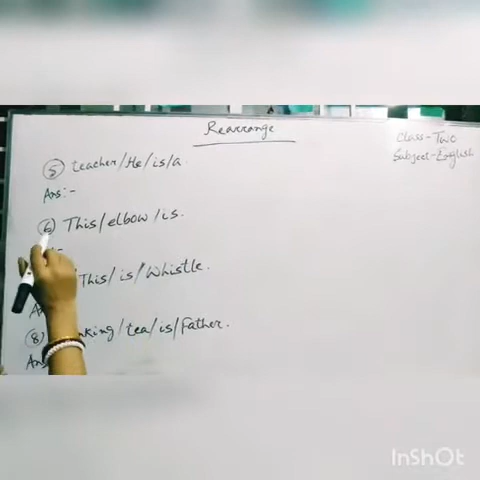 Rearrange
Class-Two
Subject-English
5 teacher/He/is/a.
Ans:-
6 This/elbow/is.
/This/is/Whistle.
8 king/tea/is/Father.
Ans
InShOt